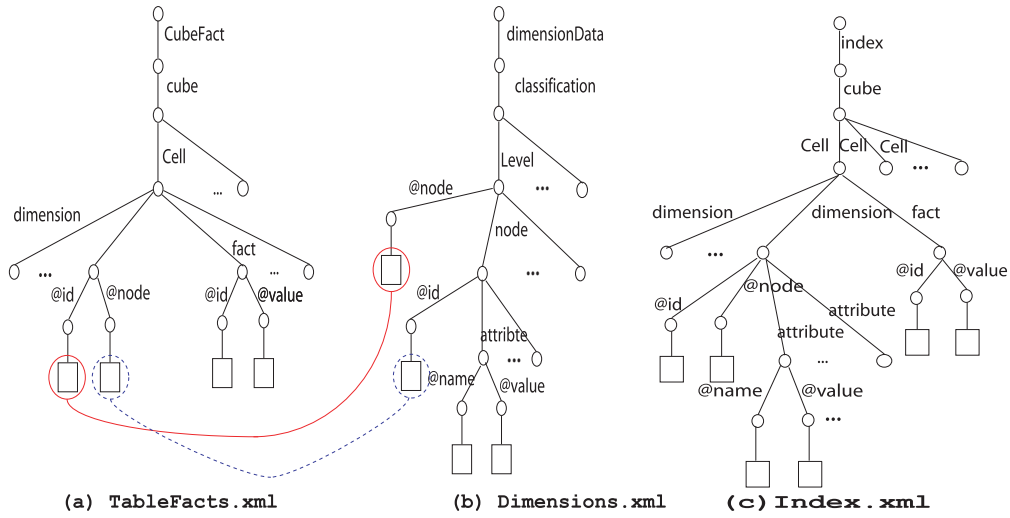 CubeFact
cube
Cell
...
dimension
...
fact
...
@id
@node
@id
@value
(a) TableFacts.xml
dimensionData
classification
Level
@node
...
node
...
@id
attribte
...
@name
@value
(b) Dimensions.xml
index
cube
Cell Cell Cell
...
dimension
dimension
fact
...
@id
@node
@id
@value
attribute
attribute
...
@name
@value
...
(c) Index.xml